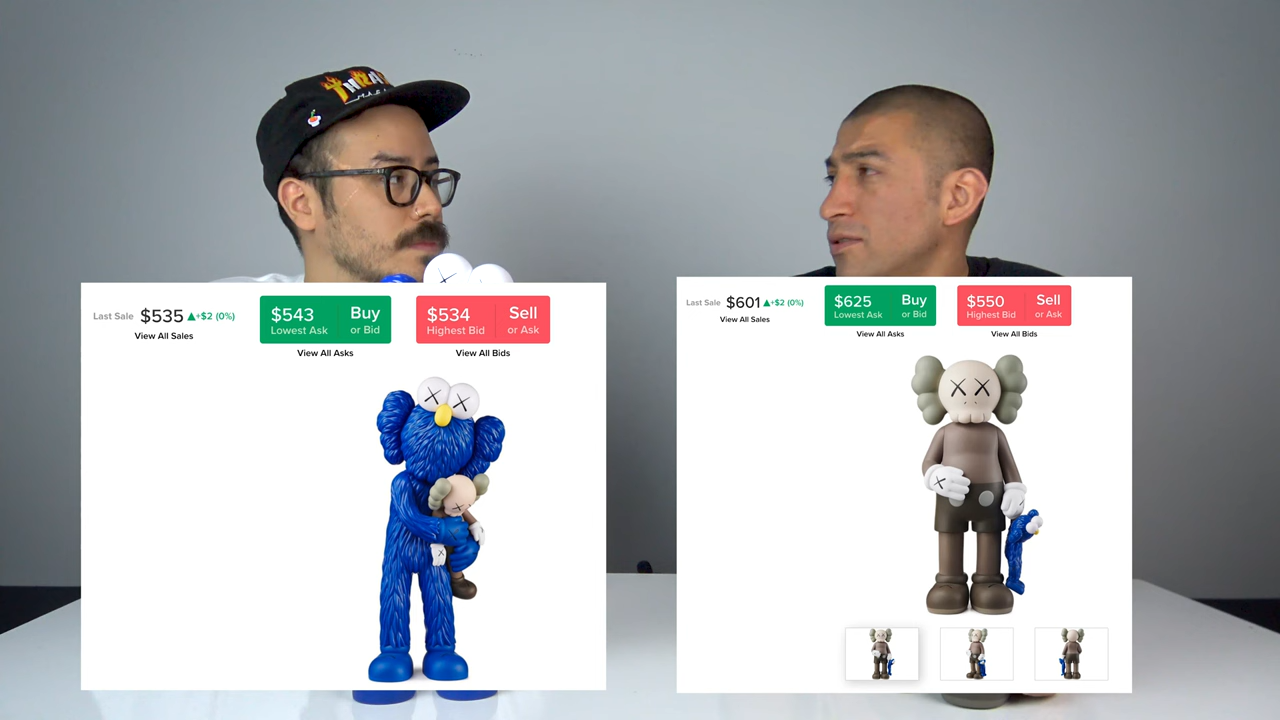 THRA
Last Sale $535 ▲+$2 (0%)
View All Sales
$543 Buy
Lowest Ask or Bid
View All Asks
$534 Sell
Highest Bid or Ask
View All Bids
Last Sale $601 ▲+$2 (0%)
View All Sales
$625 Buy
Lowest Ask or Bid
View All Asks
$550 Sell
Highest Bid or Ask
View All Bids